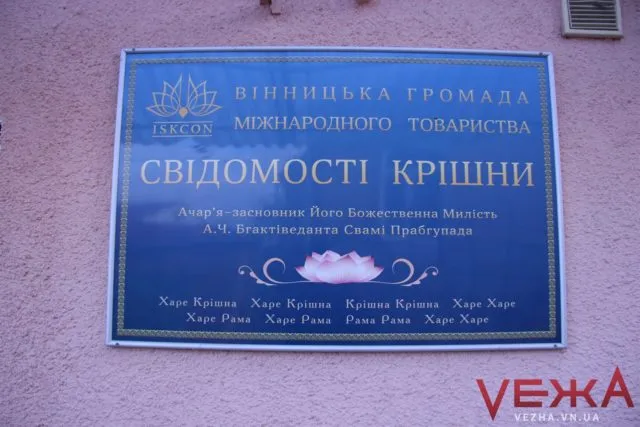 ISKCON
ВІННИЦЬКА ГРОМАДА
МІЖНАРОДНОГО ТОВАРИСТВА
СВІДОМОСТІ КРІШНИ
Ачар'я-засновник Його Божественна Милість
А.Ч. Бгактіведанта Свамі Прабгупада
Харе Крішна Харе Крішна Крішна Крішна Харе Харе
Харе Рама Харе Рама Рама Рама Харе Харе
VЕЖА
VEZHA.VN.UA